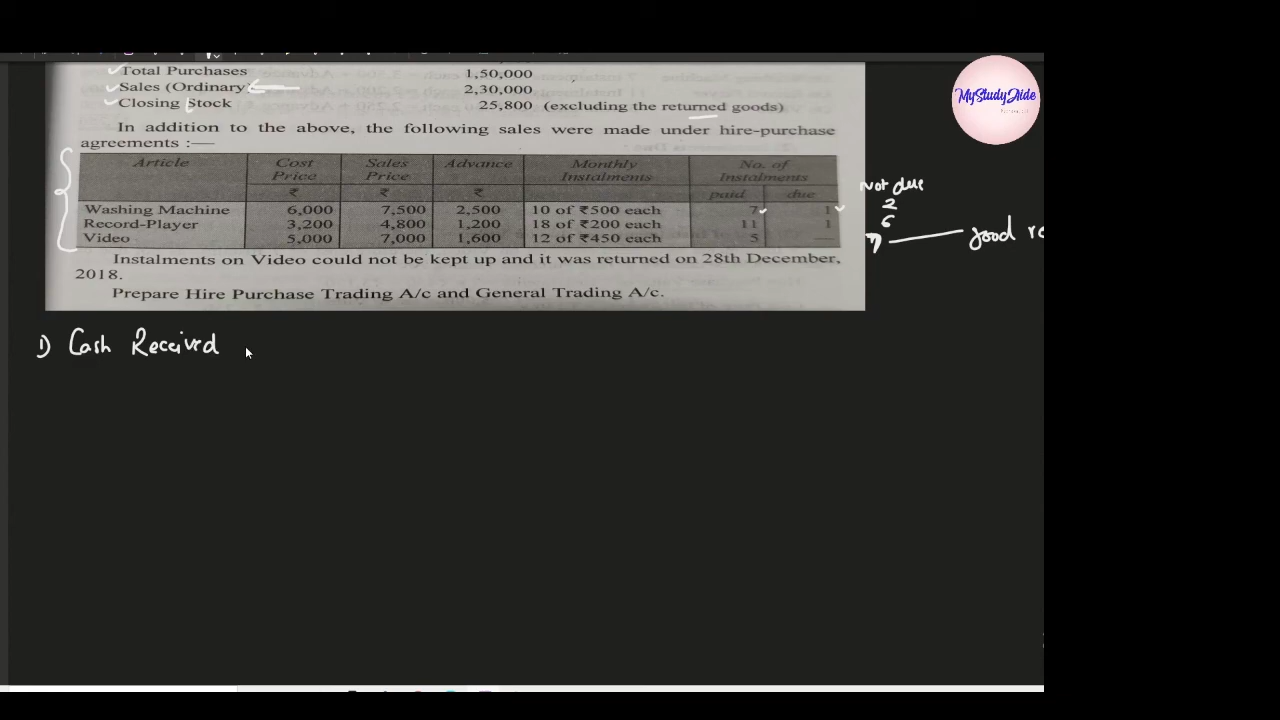 Total Purchases 1,50,000
Sales (Ordinary) 2,30,000
Closing Stock 25,800 (excluding the returned goods)
In addition to the above, the following sales were made under hire-purchase
agreements :—
Article Cost Price Sales Price Advance Monthly Instalments No. of Instalments
₹ ₹ ₹ paid due
Not due
Washing Machine 6,000 7,500 2,500 10 of ₹500 each 7 1 2
Record-Player 3,200 4,800 1,200 18 of ₹200 each 11 1 6
Video 5,000 7,000 1,600 12 of ₹450 each 5 — 7 good re
Instalments on Video could not be kept up and it was returned on 28th December,
2018.
Prepare Hire Purchase Trading A/c and General Trading A/c.
1) Cash Received
MyStudyJide